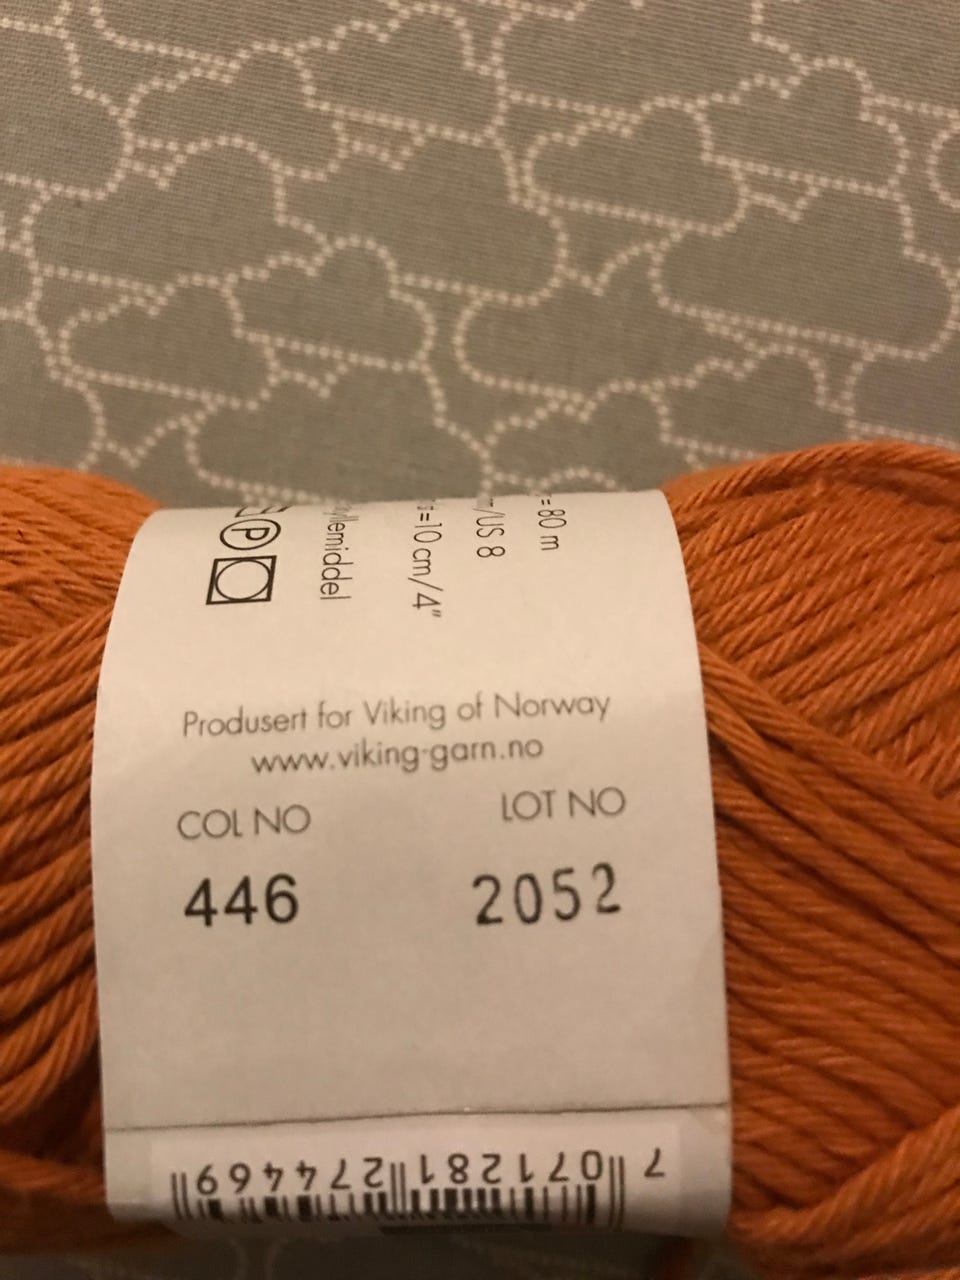 = 80 m
/US 8
=10 cm/4"
llemiddel
P
Produsert for Viking of Norway
www.viking-garn.no
COL NO LOT NO
446 2052
7 071281 274469